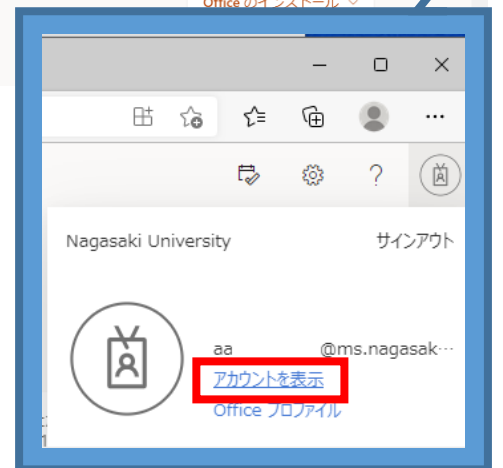 Office のインストール
?
Nagasaki University サインアウト
aa @ms.nagasak…
アカウントを表示
Office プロファイル